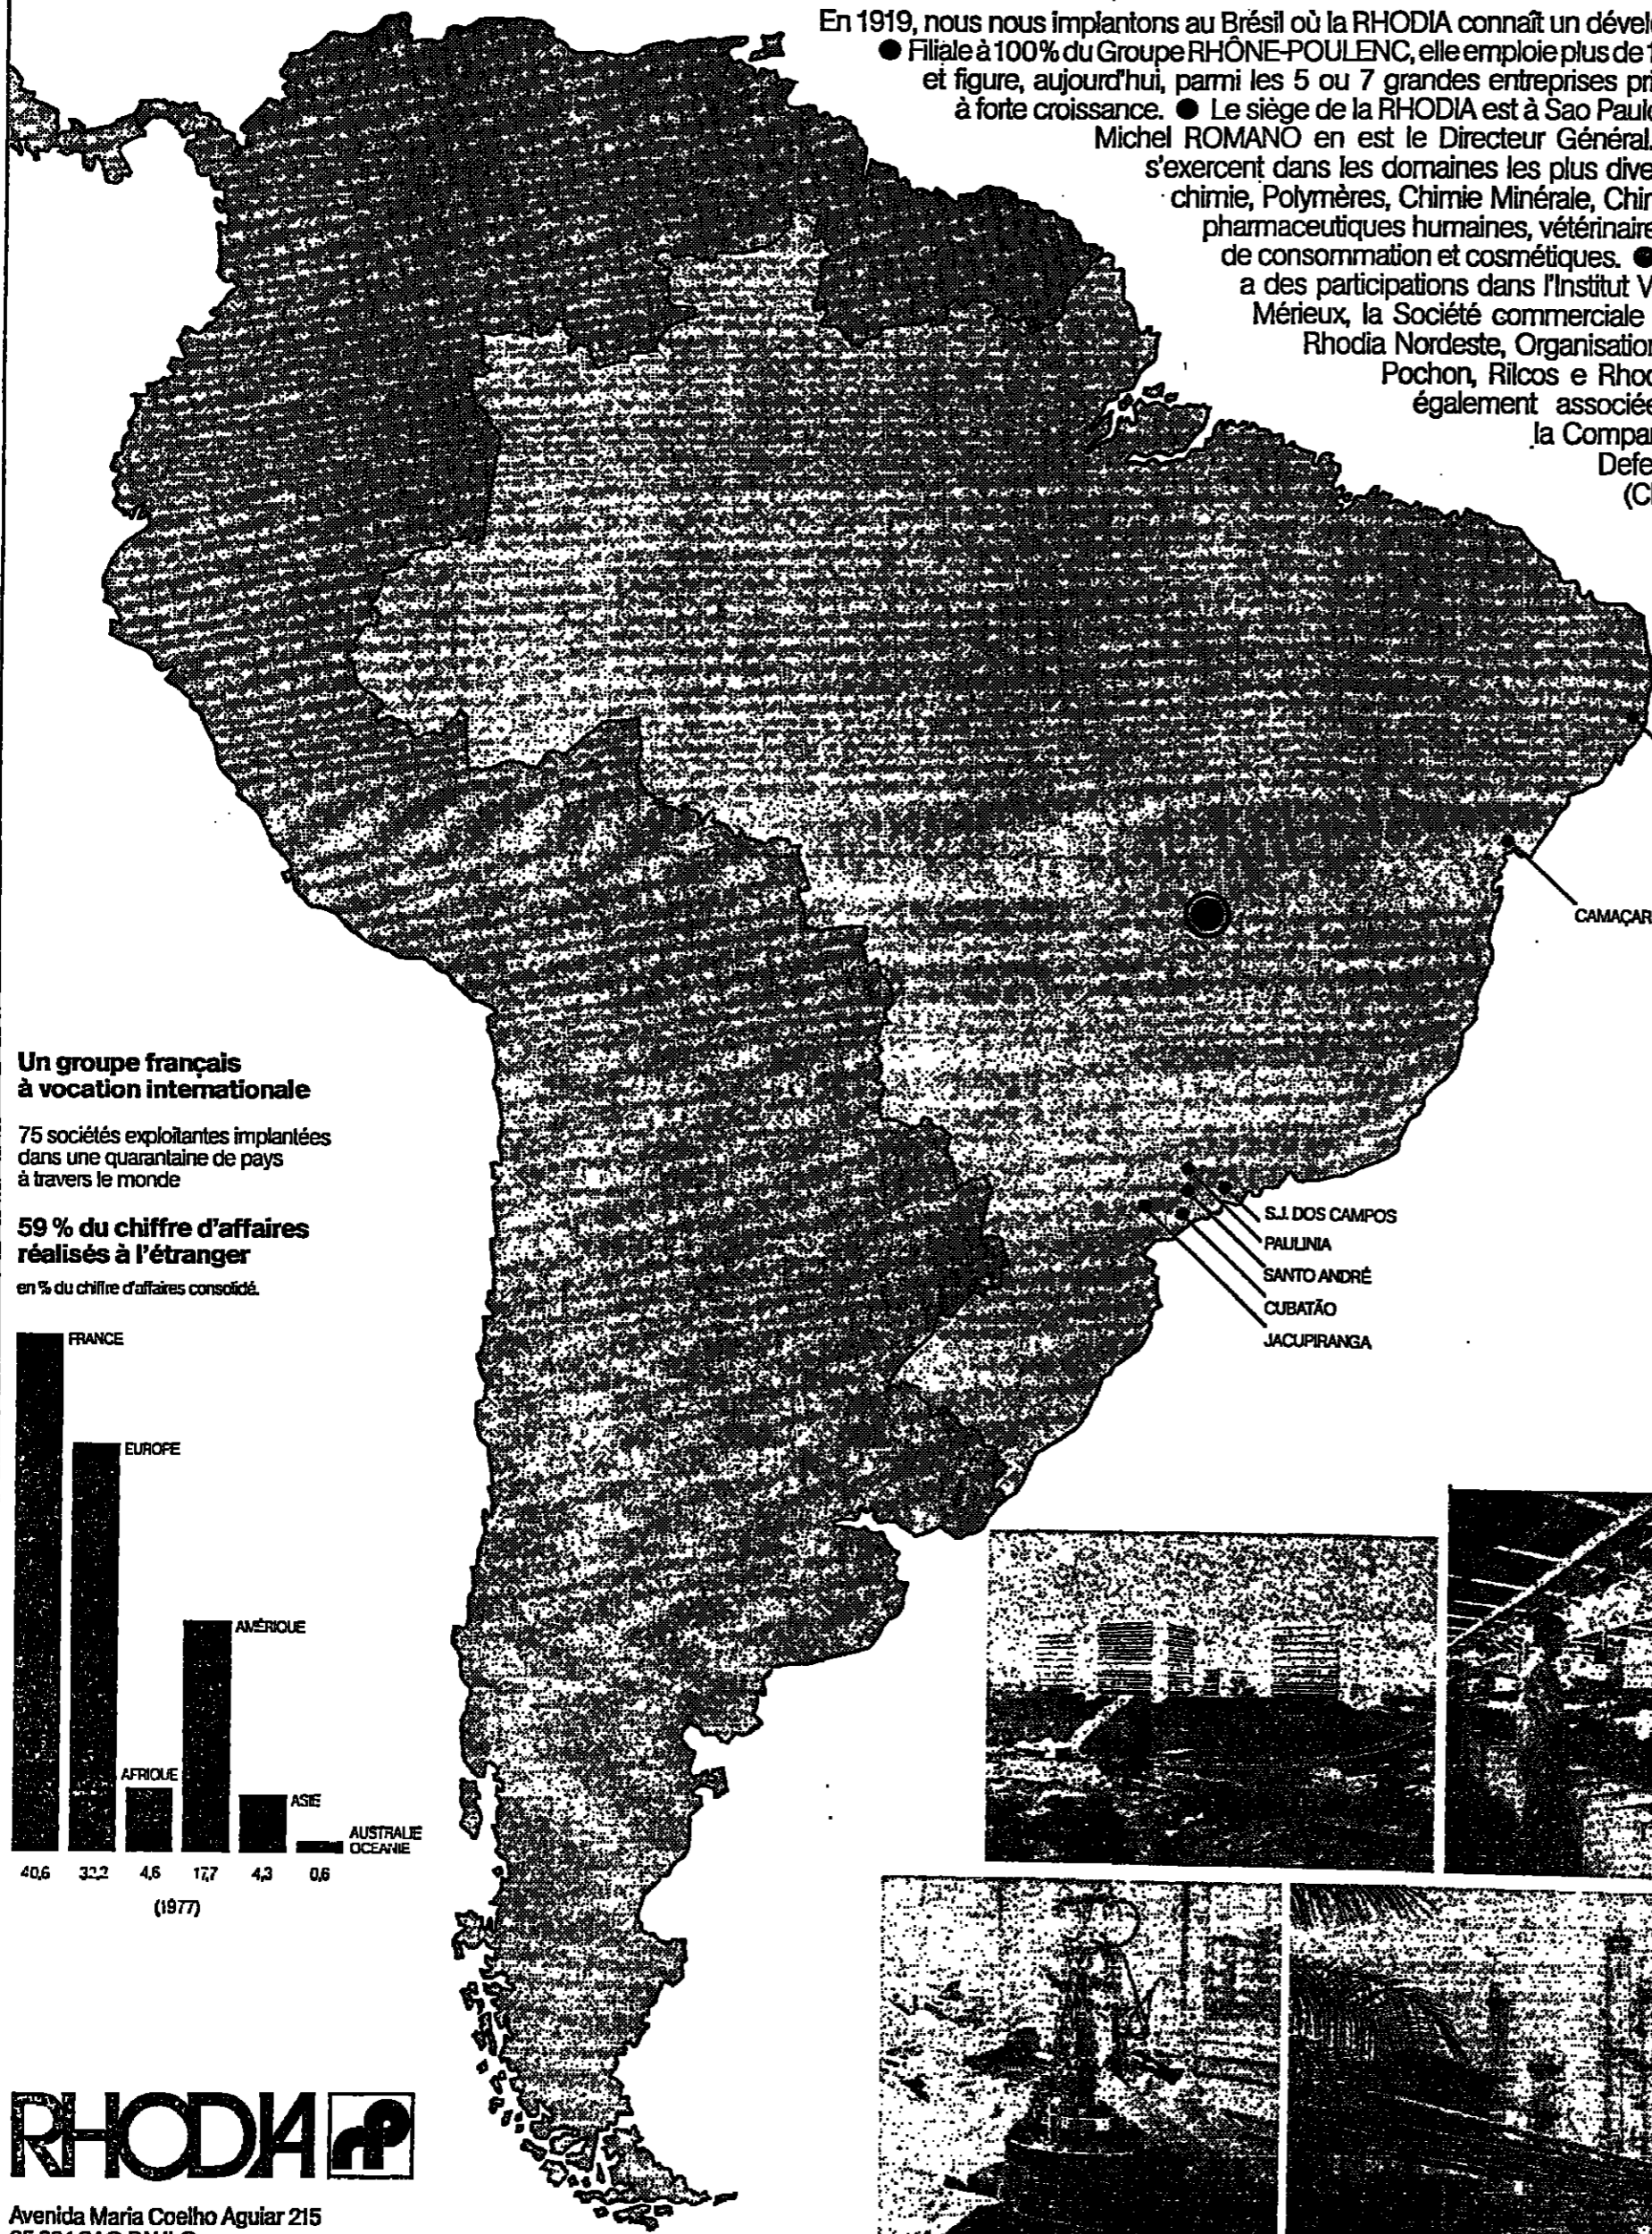 En 1919, nous nous implantons au Brésil où la RHODIA connaît un dével
● Filiale à 100% du Groupe RHÔNE-POULENC, elle emploie plus de
et figure, aujourd'hui, parmi les 5 ou 7 grandes entreprises pri
à forte croissance. ● Le siège de la RHODIA est à Sao Paulo
Michel ROMANO en est le Directeur Général.
s'exercent dans les domaines les plus dive
chimie, Polymères, Chimie Minérale, Chim
pharmaceutiques humaines, vétérinaire
de consommation et cosmétiques. ●
a des participations dans l'Institut V
Mérieux, la Société commerciale
Rhodia Nordeste, Organisation
Pochon, Rilcos e Rhod
également associée
la Compa
Defe
(C
CAMAÇAR
S.J. DOS CAMPOS
PAULINIA
SANTO ANDRÉ
CUBATÃO
JACUPIRANGA
Un groupe français
à vocation internationale
75 sociétés exploitantes implantées
dans une quarantaine de pays
à travers le monde
59 % du chiffre d'affaires
réalisés à l'étranger
en % du chiffre d'affaires consolidé.
FRANCE
EUROPE
AFRIQUE
AMÉRIQUE
ASIE
AUSTRALIE
OCEANIE
40,6 32,2 4,6 17,7 4,3 0,6
(1977)
RHODIA rp
Avenida Maria Coelho Aguiar 215